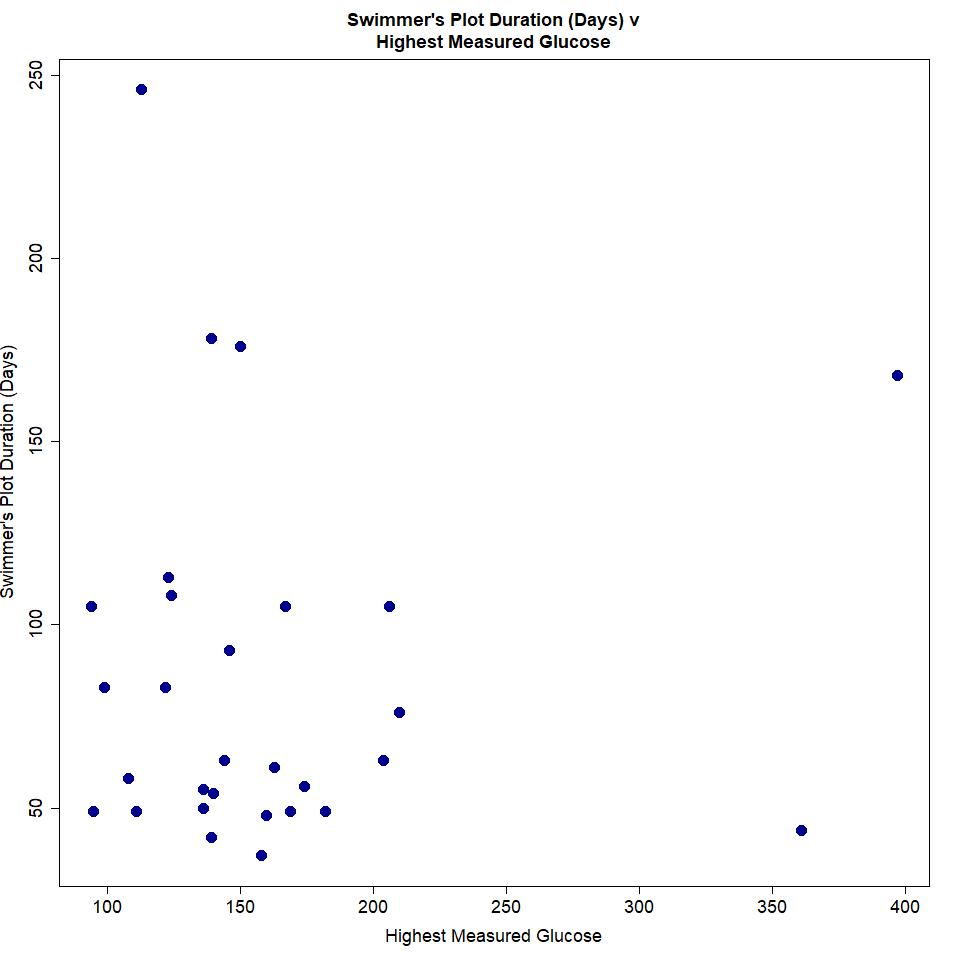 Swimmer's Plot Duration (Days) v
Highest Measured Glucose
Swimmer's Plot Duration (Days)
250
200
150
100
50
100 150 200 250 300 350 400
Highest Measured Glucose